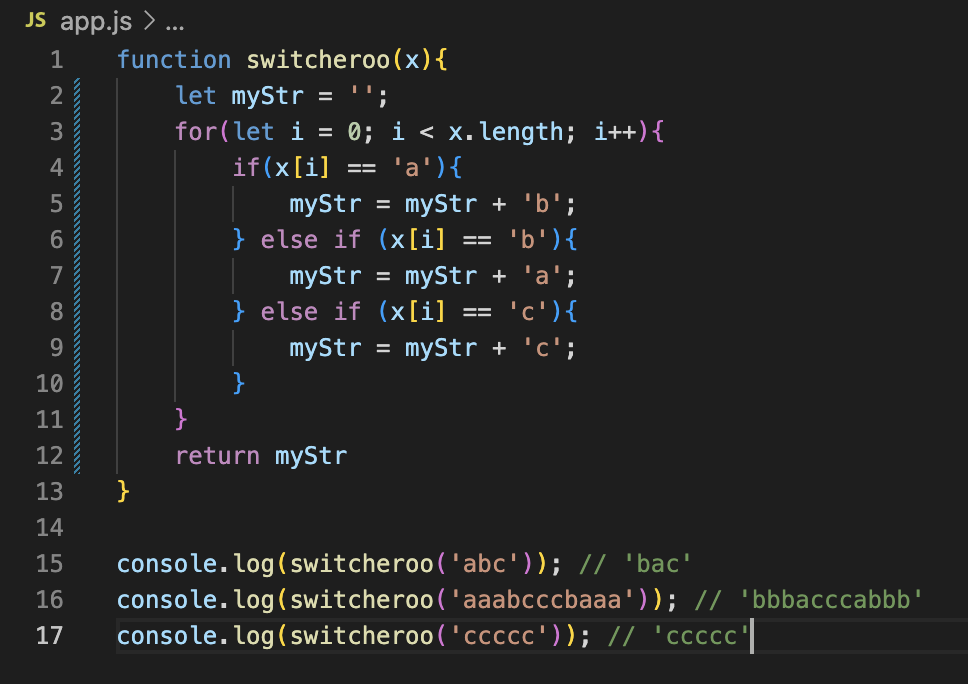 JS app.js > ...
1 function switcheroo(x){
2     let myStr = '';
3     for(let i = 0; i < x.length; i++){
4         if(x[i] == 'a'){
5             myStr = myStr + 'b';
6         } else if (x[i] == 'b'){
7             myStr = myStr + 'a';
8         } else if (x[i] == 'c'){
9             myStr = myStr + 'c';
10         }
11     }
12     return myStr
13 }
14
15 console.log(switcheroo('abc')); // 'bac'
16 console.log(switcheroo('aaabcccbaaa')); // 'bbbacccabbb'
17 console.log(switcheroo('ccccc')); // 'ccccc'